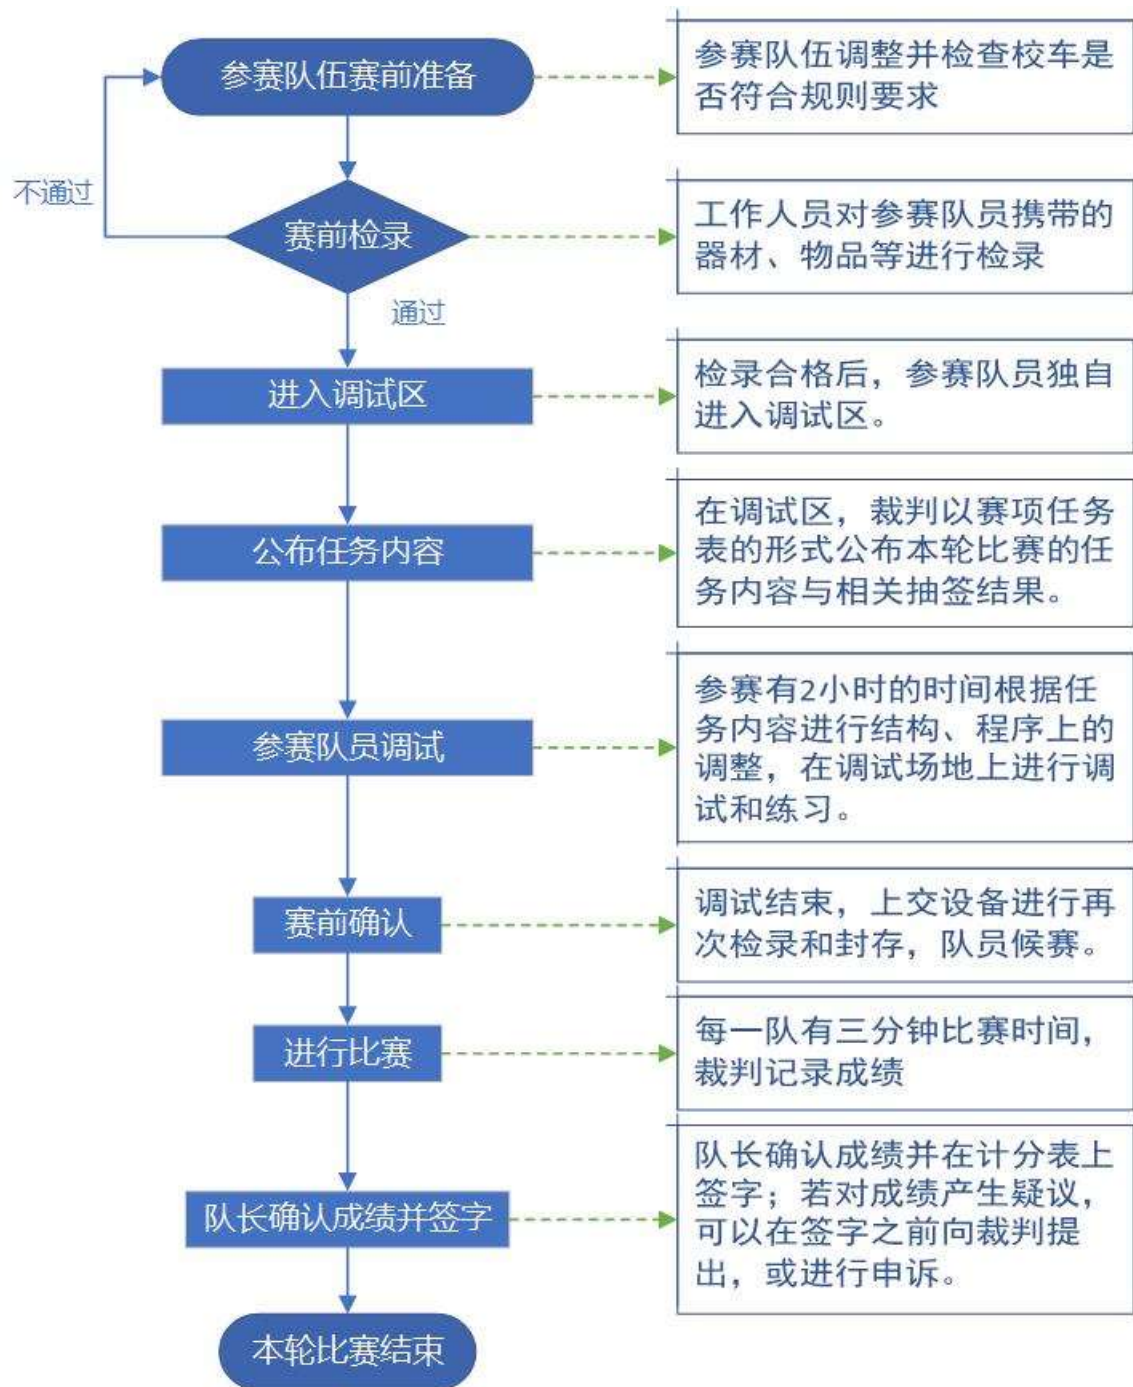 参赛队伍赛前准备
参赛队伍调整并检查校车是
否符合规则要求
不通过
赛前检录
工作人员对参赛队员携带的
器材、物品等进行检录
通过
进入调试区
检录合格后，参赛队员独自
进入调试区。
公布任务内容
在调试区，裁判以赛项任务
表的形式公布本轮比赛的任
务内容与相关抽签结果。
参赛队员调试
参赛有2小时的时间根据任
务内容进行结构、程序上的
调整，在调试场地上进行调
试和练习。
赛前确认
调试结束，上交设备进行再
次检录和封存，队员候赛。
进行比赛
每一队有三分钟比赛时间，
裁判记录成绩
队长确认成绩并签字
队长确认成绩并在计分表上
签字；若对成绩产生疑议，
可以在签字之前向裁判提
出，或进行申诉。
本轮比赛结束